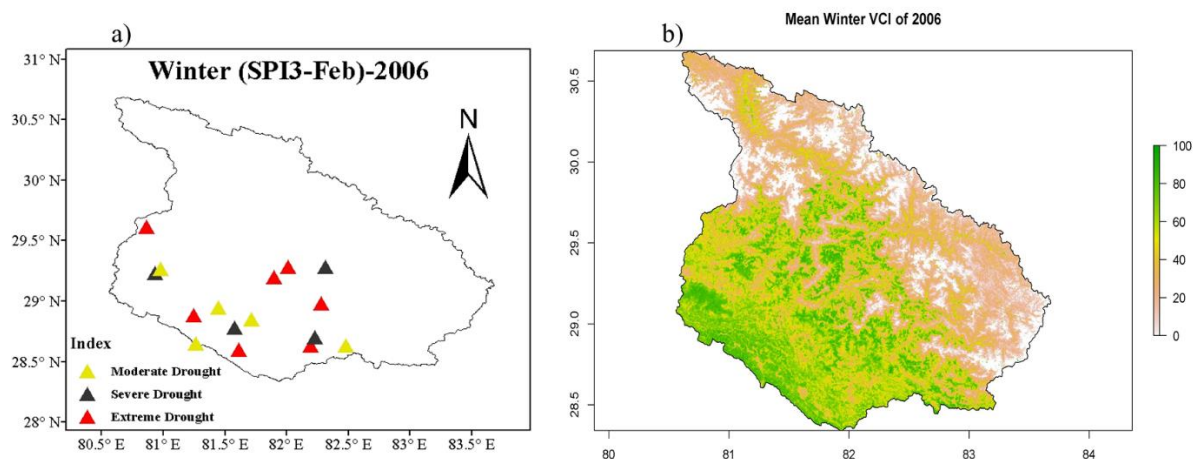 a)
Winter (SPI3-Feb)-2006
N
31° N
30.5° N
30° N
29.5° N
29° N
28.5° N
28° N
80.5° E
81° E
81.5° E
82° E
82.5° E
83° E
83.5° E
Index
Moderate Drought
Severe Drought
Extreme Drought
b)
Mean Winter VCI of 2006
30.5
30.0
29.5
29.0
28.5
80
81
82
83
84
100
80
60
40
20
0